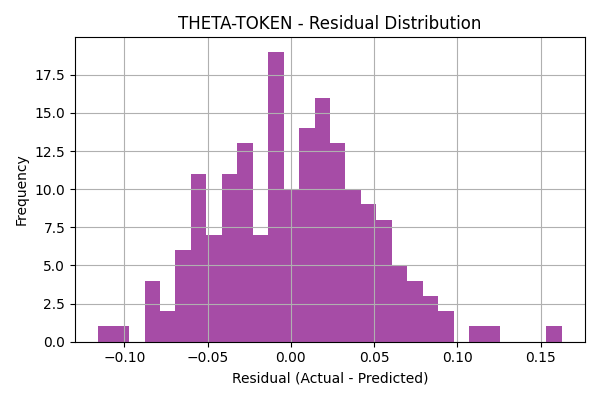 THETA-TOKEN - Residual Distribution
Frequency
17.5
15.0
12.5
10.0
7.5
5.0
2.5
0.0
−0.10 −0.05 0.00 0.05 0.10 0.15
Residual (Actual - Predicted)